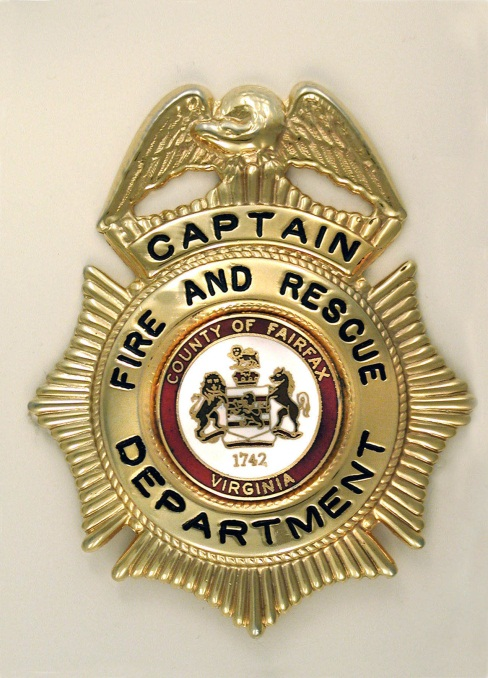 CAPTAIN
FIRE AND RESCUE
DEPARTMENT
COUNTY OF FAIRFAX
1742
VIRGINIA